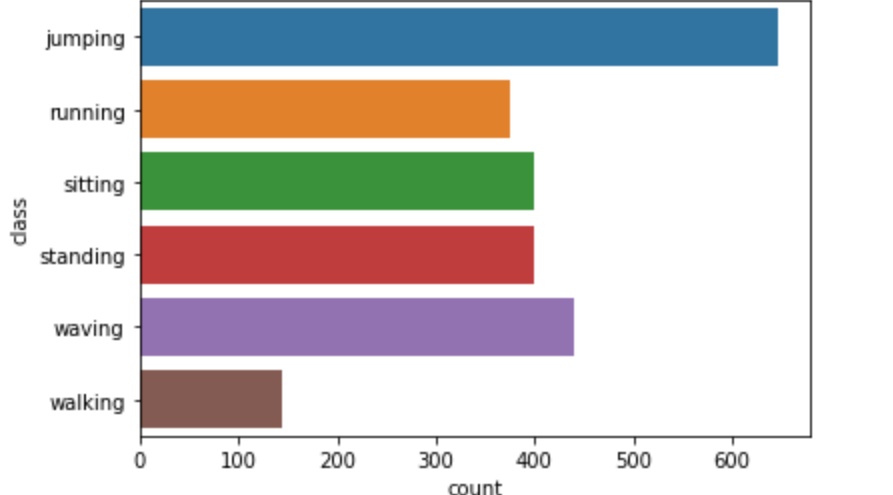 jumping
running
sitting
standing
waving
walking
class
0 100 200 300 400 500 600
count